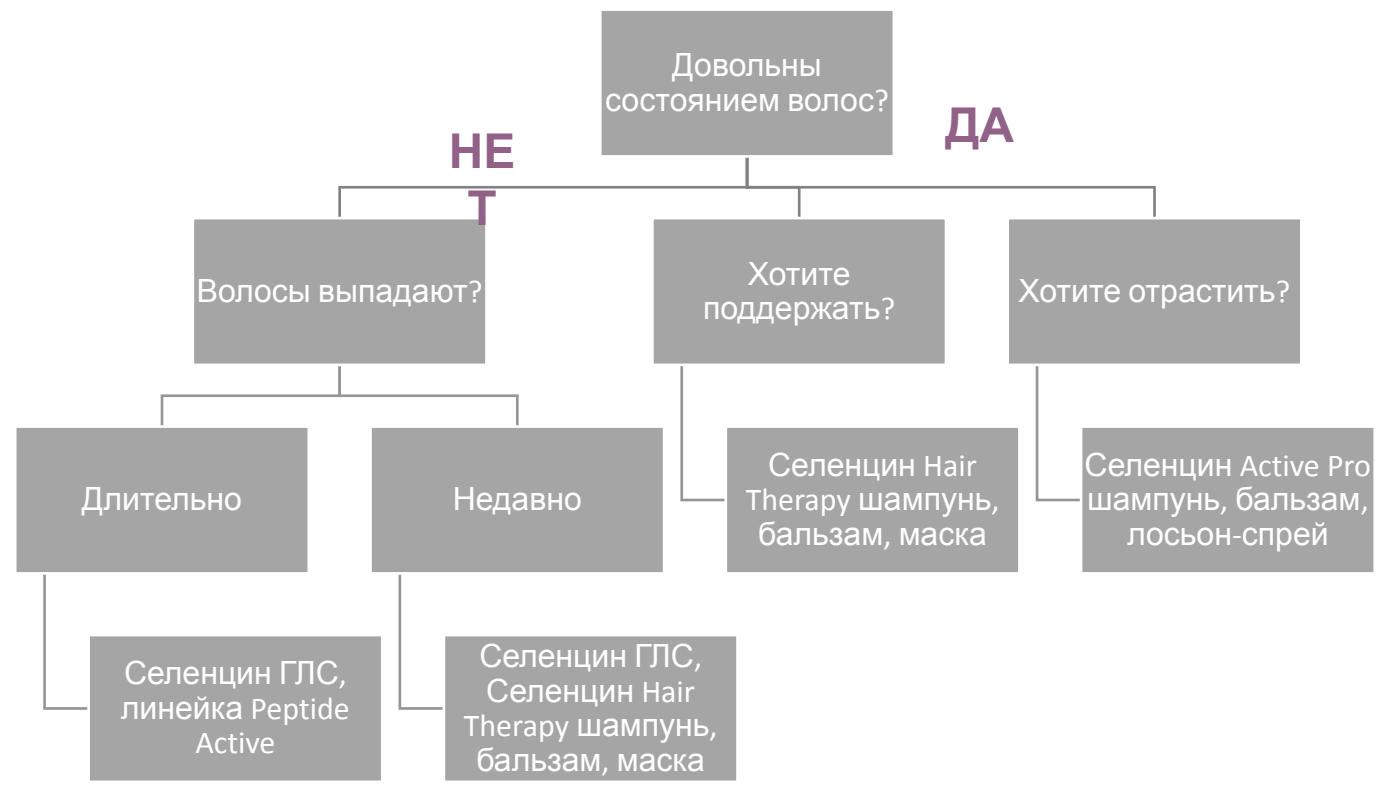 Довольны
состоянием волос?
НЕ
Т
ДА
Волосы выпадают?
Хотите
поддержать?
Хотите отрастить?
Длительно
Недавно
Селенцин Hair
Therapy шампунь,
бальзам, маска
Селенцин Active Pro
шампунь, бальзам,
лосьон-спрей
Селенцин ГЛС,
линейка Peptide
Active
Селенцин ГЛС,
Селенцин Hair
Therapy шампунь,
бальзам, маска